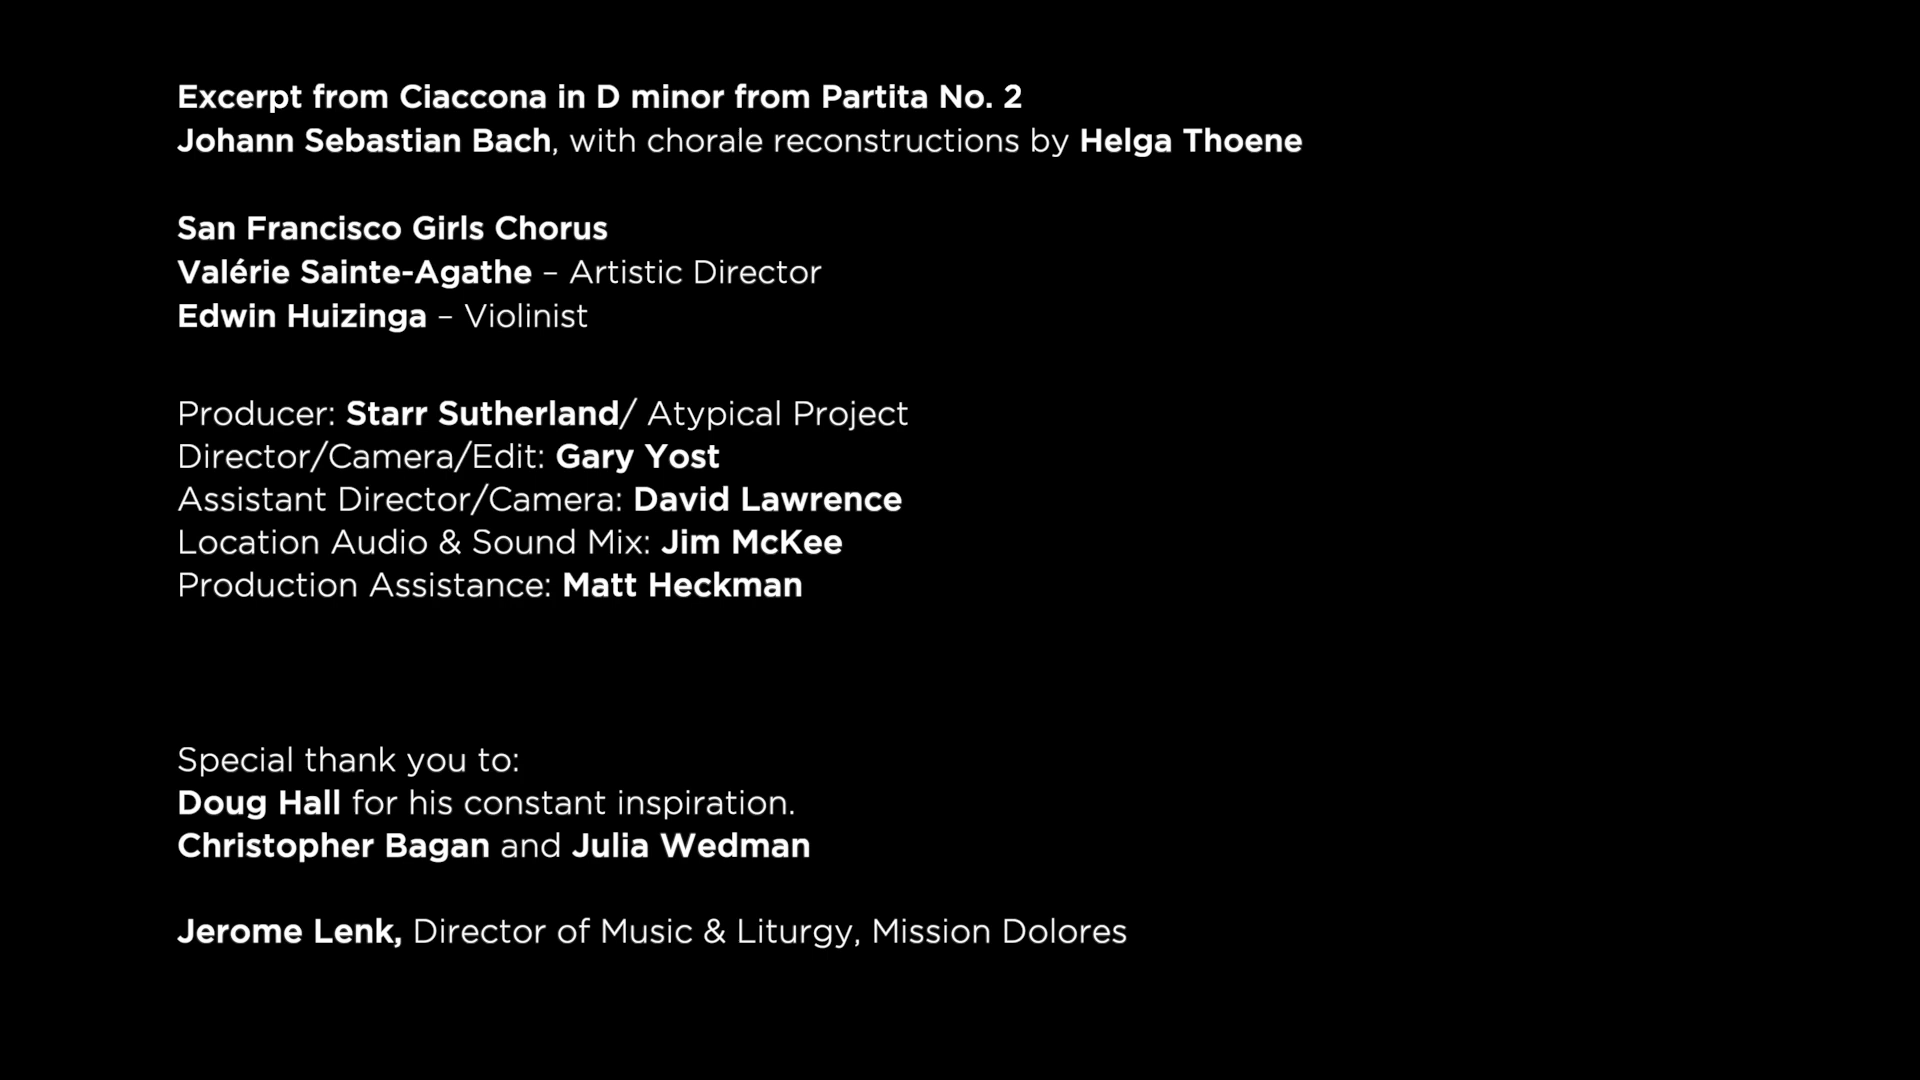 Excerpt from Ciaccona in D minor from Partita No. 2
Johann Sebastian Bach, with chorale reconstructions by Helga Thoene
San Francisco Girls Chorus
Valérie Sainte-Agathe – Artistic Director
Edwin Huizinga – Violinist
Producer: Starr Sutherland/ Atypical Project
Director/Camera/Edit: Gary Yost
Assistant Director/Camera: David Lawrence
Location Audio & Sound Mix: Jim McKee
Production Assistance: Matt Heckman
Special thank you to:
Doug Hall for his constant inspiration.
Christopher Bagan and Julia Wedman
Jerome Lenk, Director of Music & Liturgy, Mission Dolores